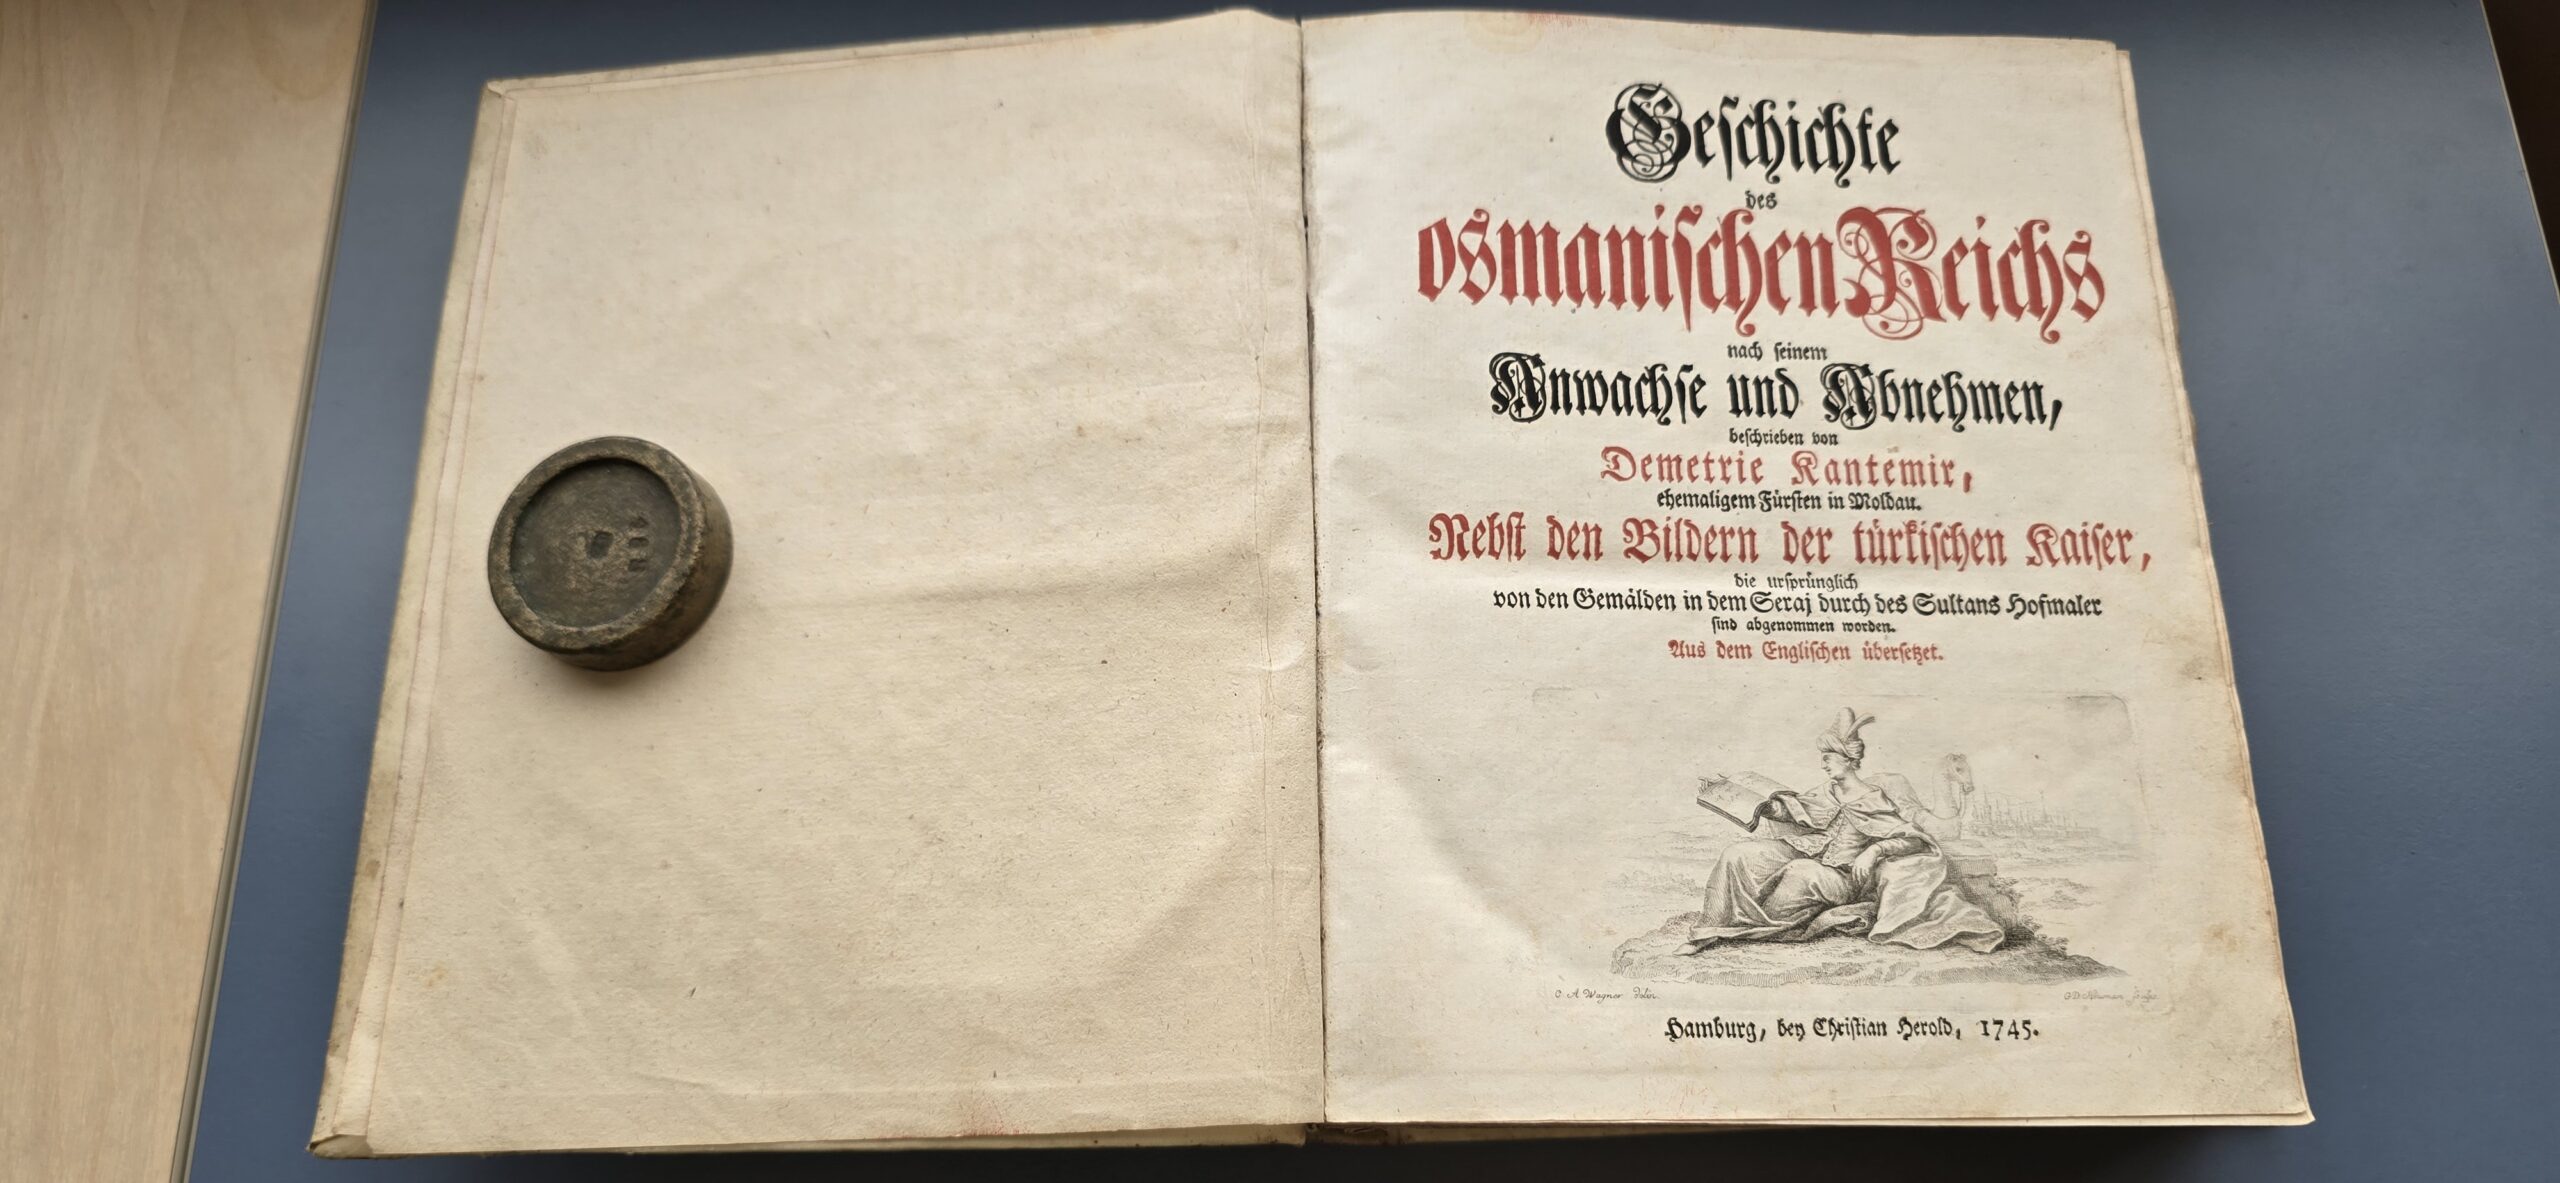 Geschichte
des
osmanischen Reichs
nach seinem
Anwachse und Abnehmen,
beschrieben von
Demetrie Kantemir,
ehemaligem Fürsten in Moldau.
Nebst den Bildern der türkischen Kaiser,
die ursprünglich
von den Gemälden in dem Seraj durch des Sultans Hofmaler
sind abgenommen worden.
Aus dem Englischen übersetzet.
C A Wagner delin.
Hamburg, bey Christian Herold, 1745.